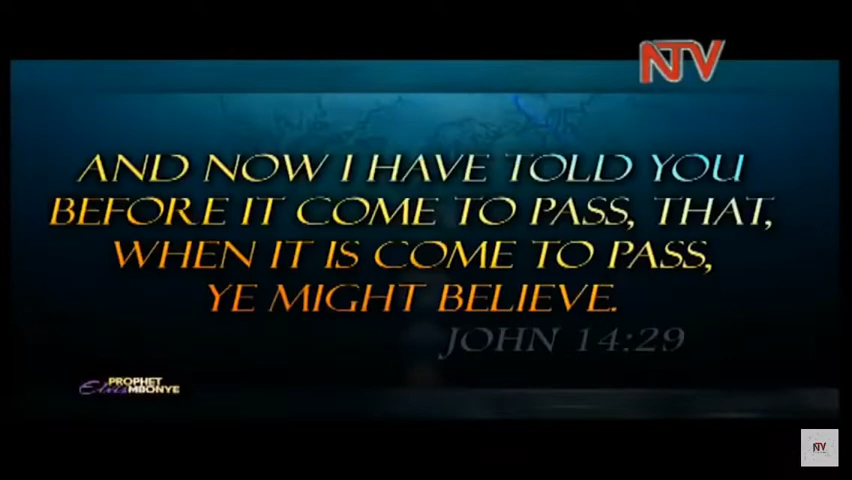 NTV
AND NOW I HAVE TOLD YOU
BEFORE IT COME TO PASS, THAT,
WHEN IT IS COME TO PASS,
YE MIGHT BELIEVE.
JOHN 14:29
PROPHET
Elvis MBONYE
NTV